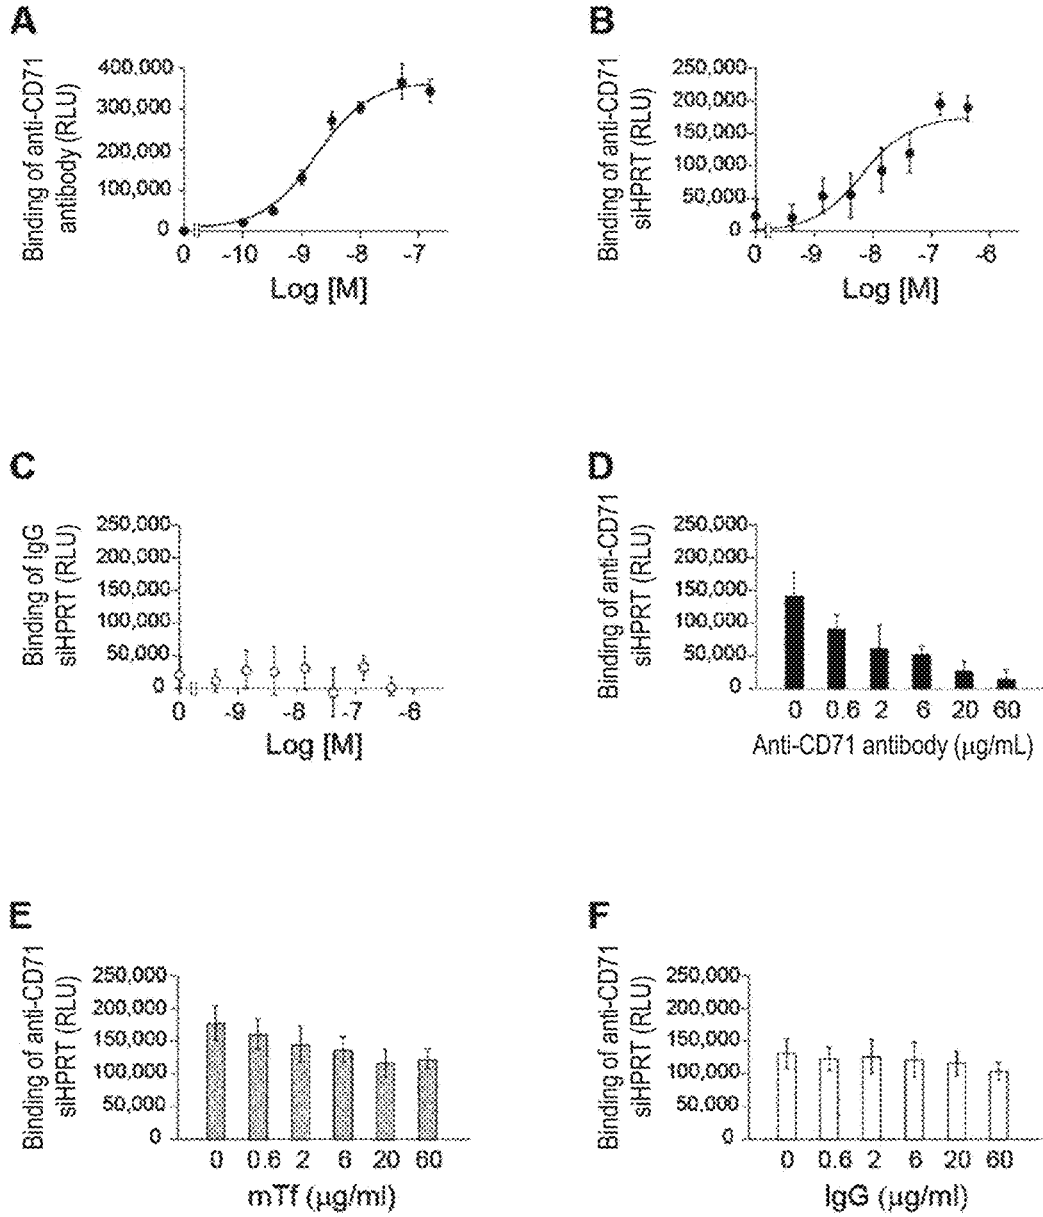 A
Binding of anti-CD71
antibody (RLU)
400,000
300,000
200,000
100,000
0
0 -10 -9 -8 -7
Log [M]
B
Binding of anti-CD71
siHPRT (RLU)
250,000
200,000
150,000
100,000
50,000
0
0 -9 -8 -7 -6
Log [M]
C
Binding of IgG
siHPRT (RLU)
250,000
200,000
150,000
100,000
50,000
0
0 -9 -8 -7 -6
Log [M]
D
Binding of anti-CD71
siHPRT (RLU)
250,000
200,000
150,000
100,000
50,000
0
0 0.6 2 6 20 60
Anti-CD71 antibody (μg/mL)
E
Binding of anti-CD71
siHPRT (RLU)
250,000
200,000
150,000
100,000
50,000
0
0 0.6 2 6 20 60
mTf (μg/ml)
F
Binding of anti-CD71
siHPRT (RLU)
250,000
200,000
150,000
100,000
50,000
0
0 0.6 2 6 20 60
IgG (μg/ml)